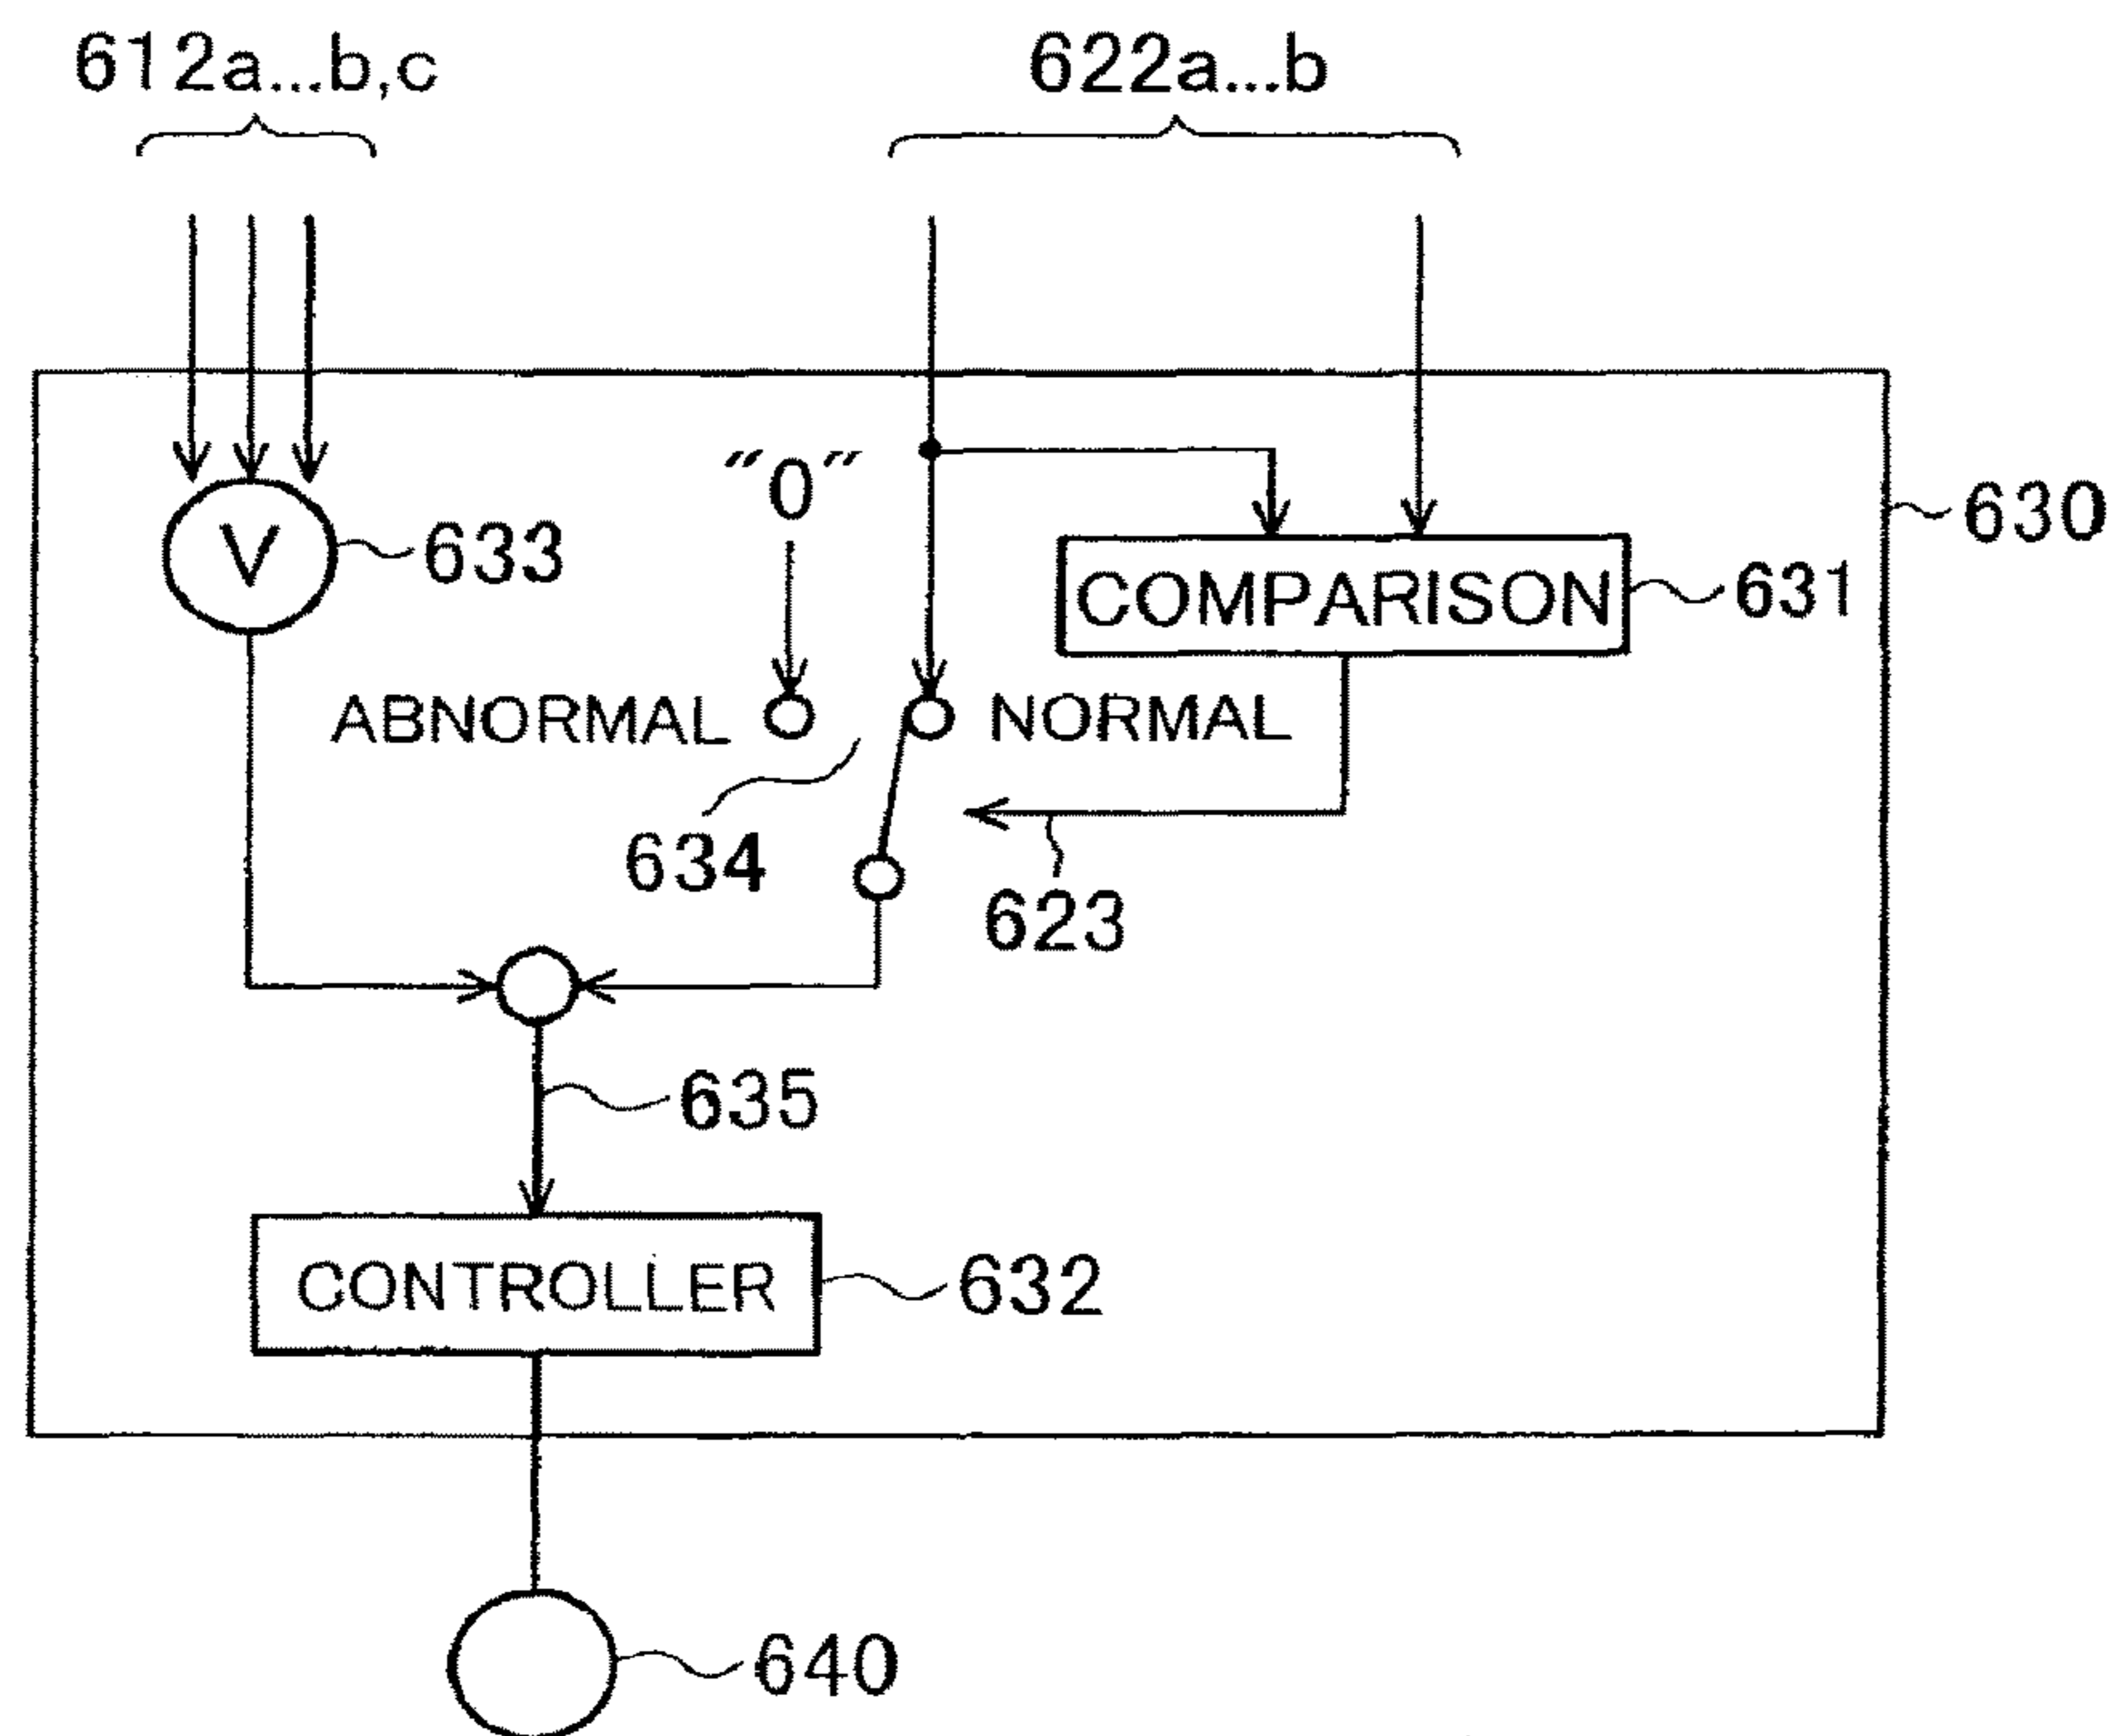 612a...b,c
622a...b
"0"
V
633
630
COMPARISON
631
ABNORMAL
NORMAL
634
623
635
CONTROLLER
632
640